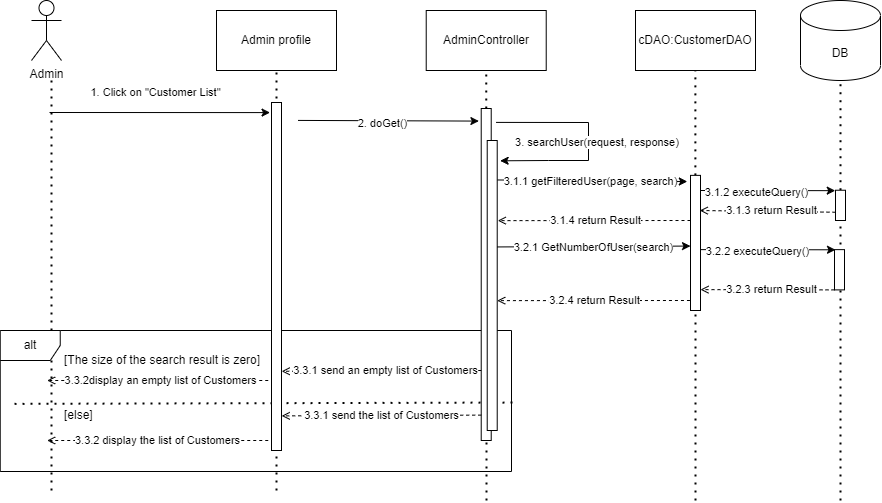 Admin profile
AdminController
cDAO:CustomerDAO
DB
Admin
1. Click on "Customer List"
2. doGet()
3. searchUser(request, response)
3.1.1 getFilteredUser(page, search)
3.1.2 executeQuery()
3.1.3 return Result
3.1.4 return Result
3.2.1 GetNumberOfUser(search)
3.2.2 executeQuery()
3.2.3 return Result
3.2.4 return Result
alt
[The size of the search result is zero]
3.3.1 send an empty list of Customers
3.3.2display an empty list of Customers
[else]
3.3.1 send the list of Customers
3.3.2 display the list of Customers